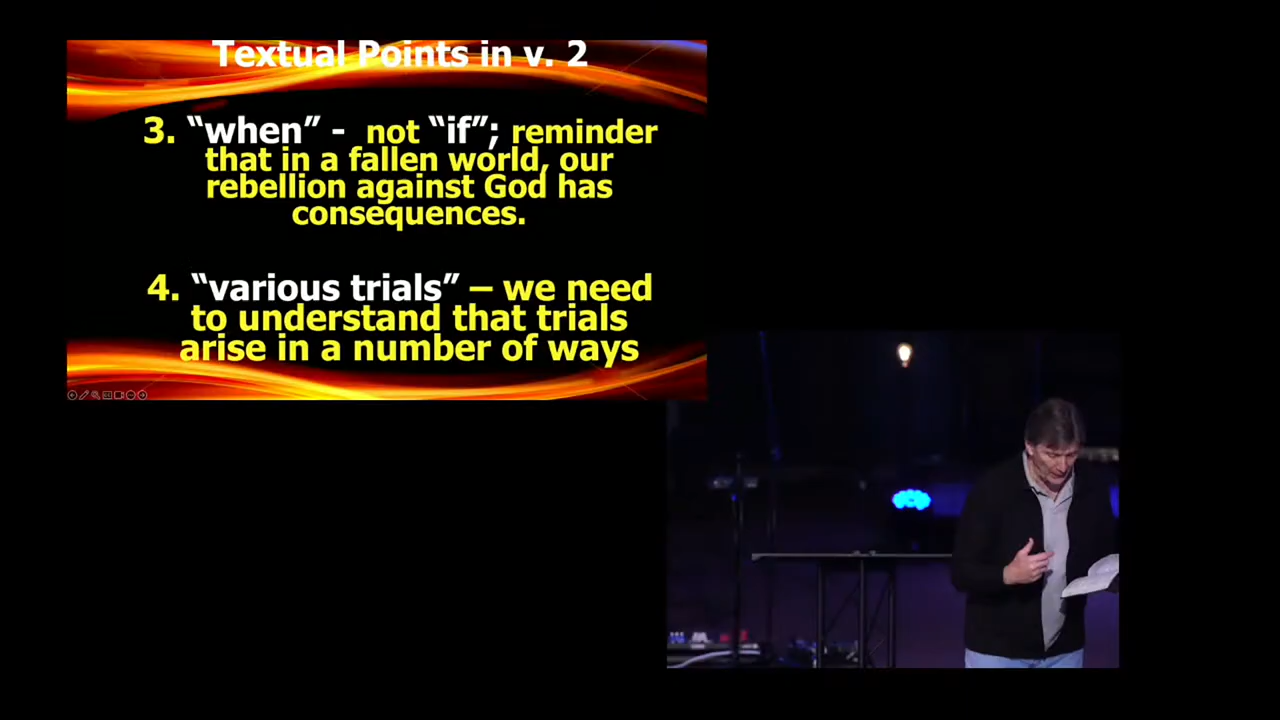 Textual Points in v. 2
3. “when” - not “if”; reminder
that in a fallen world, our
rebellion against God has
consequences.
4. “various trials” – we need
to understand that trials
arise in a number of ways